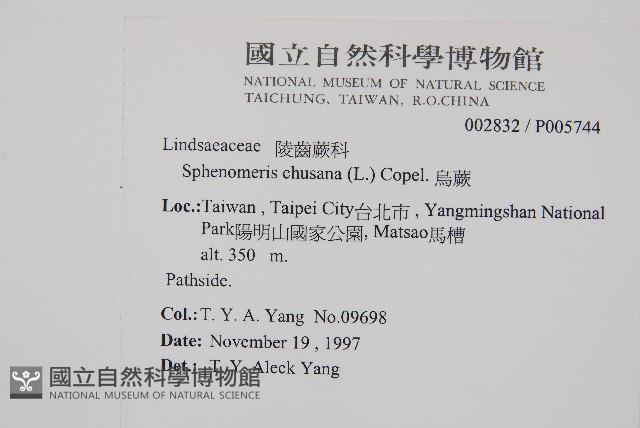 國立自然科學博物館
NATIONAL MUSEUM OF NATURAL SCIENCE
TAICHUNG, TAIWAN, R.O.CHINA
002832 / P005744
Lindsaeaceae 陵齒蕨科
Sphenomeris chusana (L.) Copel. 烏蕨
Loc.:Taiwan , Taipei City台北市 , Yangmingshan National
Park陽明山國家公園, Matsao馬槽
alt. 350 m.
Pathside.
Col.:T. Y. A. Yang No.09698
Date: November 19 , 1997
Det.: T. Y. Aleck Yang
國立自然科學博物館
NATIONAL MUSEUM OF NATURAL SCIENCE